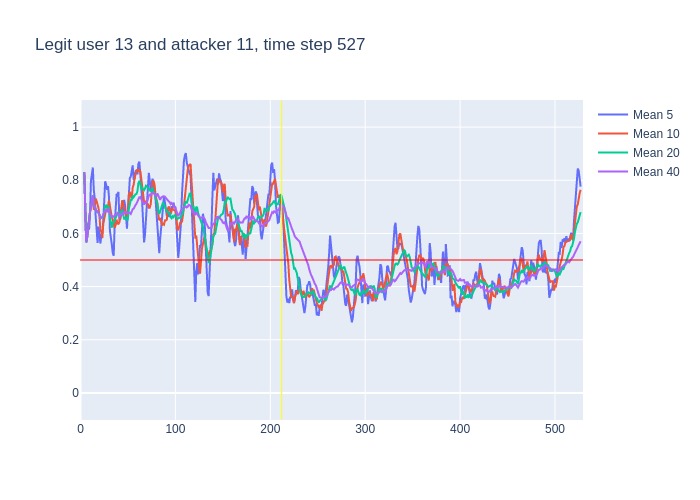 Legit user 13 and attacker 11, time step 527
Mean 5
Mean 10
Mean 20
Mean 40
1
0.8
0.6
0.4
0.2
0
0 100 200 300 400 500